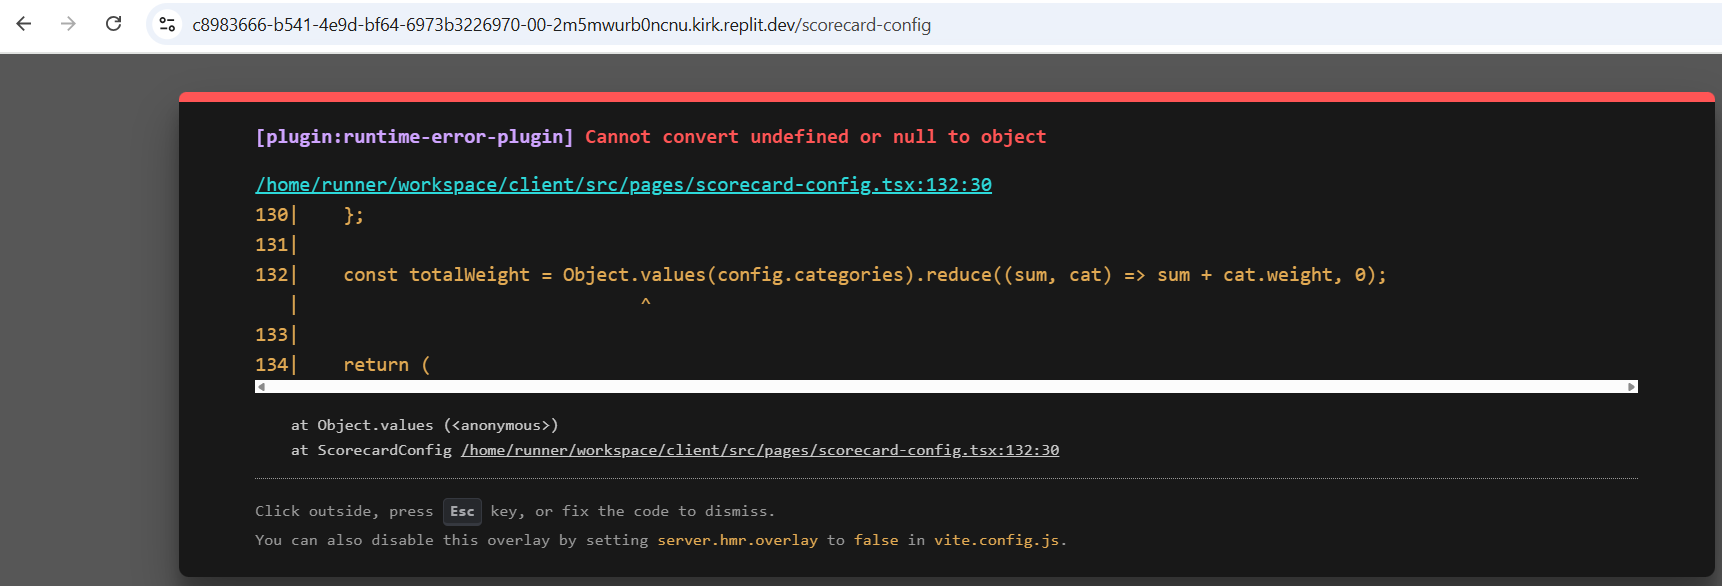 c8983666-b541-4e9d-bf64-6973b3226970-00-2m5mwurb0ncnu.kirk.replit.dev/scorecard-config
[plugin:runtime-error-plugin] Cannot convert undefined or null to object
/home/runner/workspace/client/src/pages/scorecard-config.tsx:132:30
130|    };
131|
132|    const totalWeight = Object.values(config.categories).reduce((sum, cat) => sum + cat.weight, 0);
   |                               ^
133|
134|    return (
at Object.values (<anonymous>)
at ScorecardConfig /home/runner/workspace/client/src/pages/scorecard-config.tsx:132:30
Click outside, press Esc key, or fix the code to dismiss.
You can also disable this overlay by setting server.hmr.overlay to false in vite.config.js.